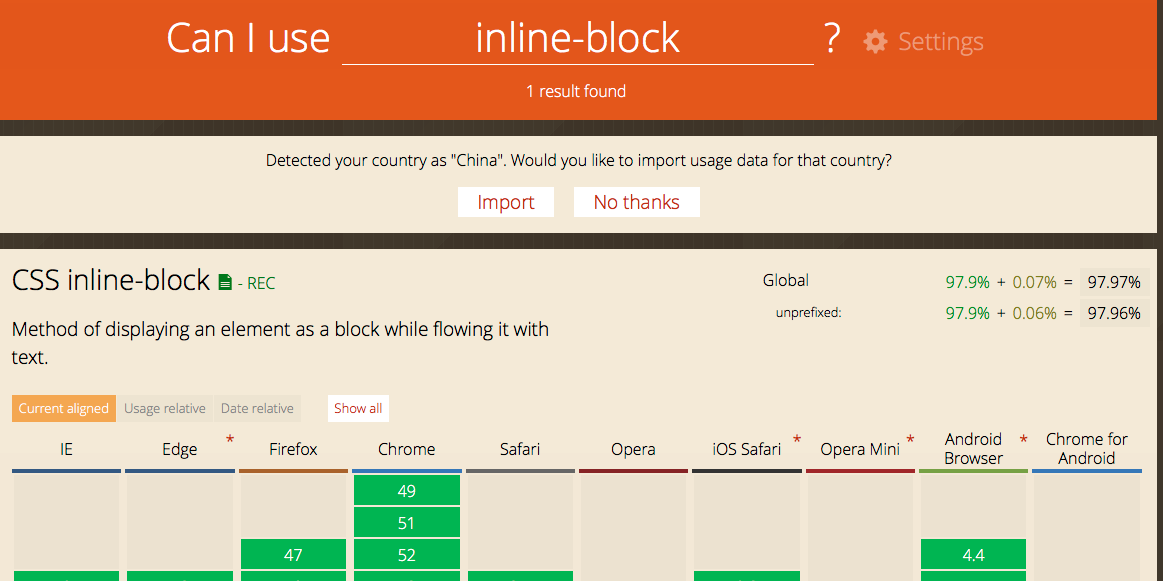 Can I use inline-block ? Settings
1 result found
Detected your country as "China". Would you like to import usage data for that country?
Import No thanks
CSS inline-block - REC
Global 97.9% + 0.07% = 97.97%
unprefixed: 97.9% + 0.06% = 97.96%
Method of displaying an element as a block while flowing it with
text.
Current aligned Usage relative Date relative Show all
IE Edge * Firefox Chrome Safari Opera iOS Safari * Opera Mini * Android Browser * Chrome for Android
49
51
47 52 4.4